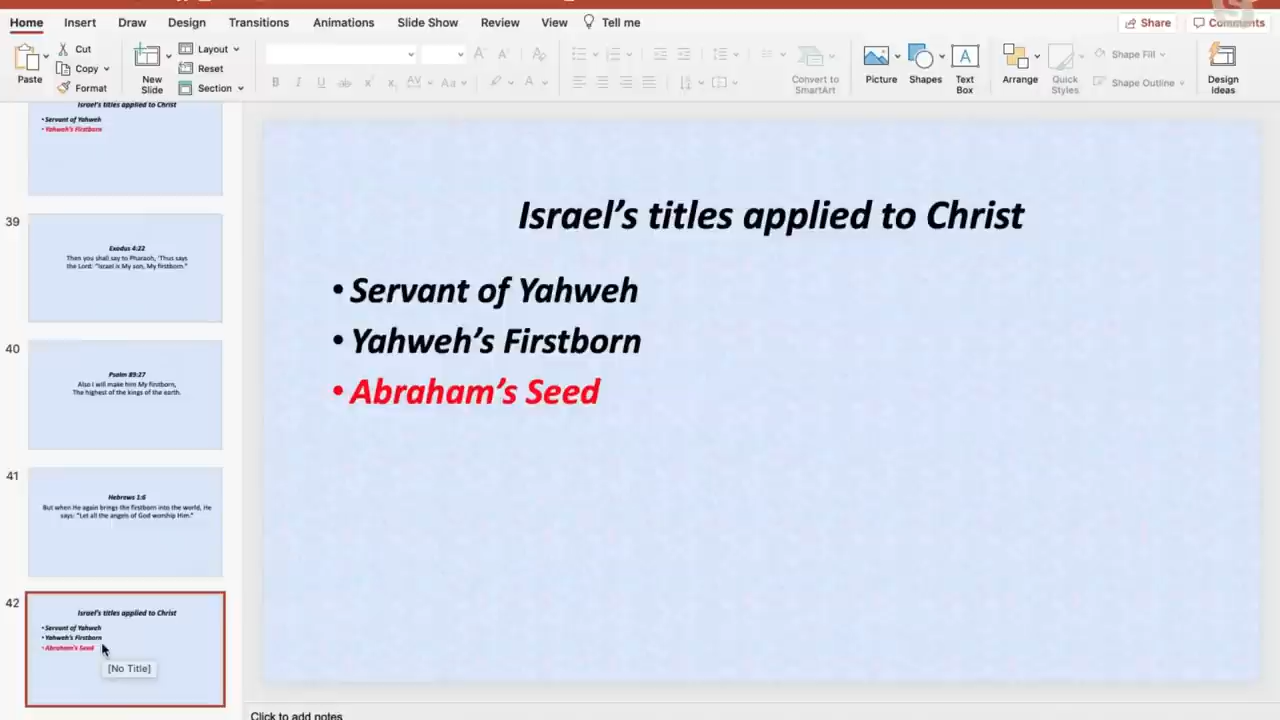 Home Insert Draw Design Transitions Animations Slide Show Review View Tell me
Share Comments
Paste
Cut
Copy
Format
New
Slide
Layout
Reset
Section
Convert to
SmartArt
Picture
Shapes
Text
Box
Arrange
Quick
Styles
Shape Fill
Shape Outline
Design
Ideas
Israel's titles applied to Christ
• Servant of Yahweh
• Yahweh's Firstborn
39
Exodus 4:22
Then you shall say to Pharaoh, 'Thus says
the Lord: "Israel is My son, My firstborn."
40
Psalm 89:27
Also I will make him My firstborn,
The highest of the kings of the earth.
41
Hebrews 1:6
But when He again brings the firstborn into the world, He
says: "Let all the angels of God worship Him."
42
Israel's titles applied to Christ
• Servant of Yahweh
• Yahweh's Firstborn
• Abraham's Seed
[No Title]
Israel’s titles applied to Christ
• Servant of Yahweh
• Yahweh’s Firstborn
• Abraham’s Seed
Click to add notes